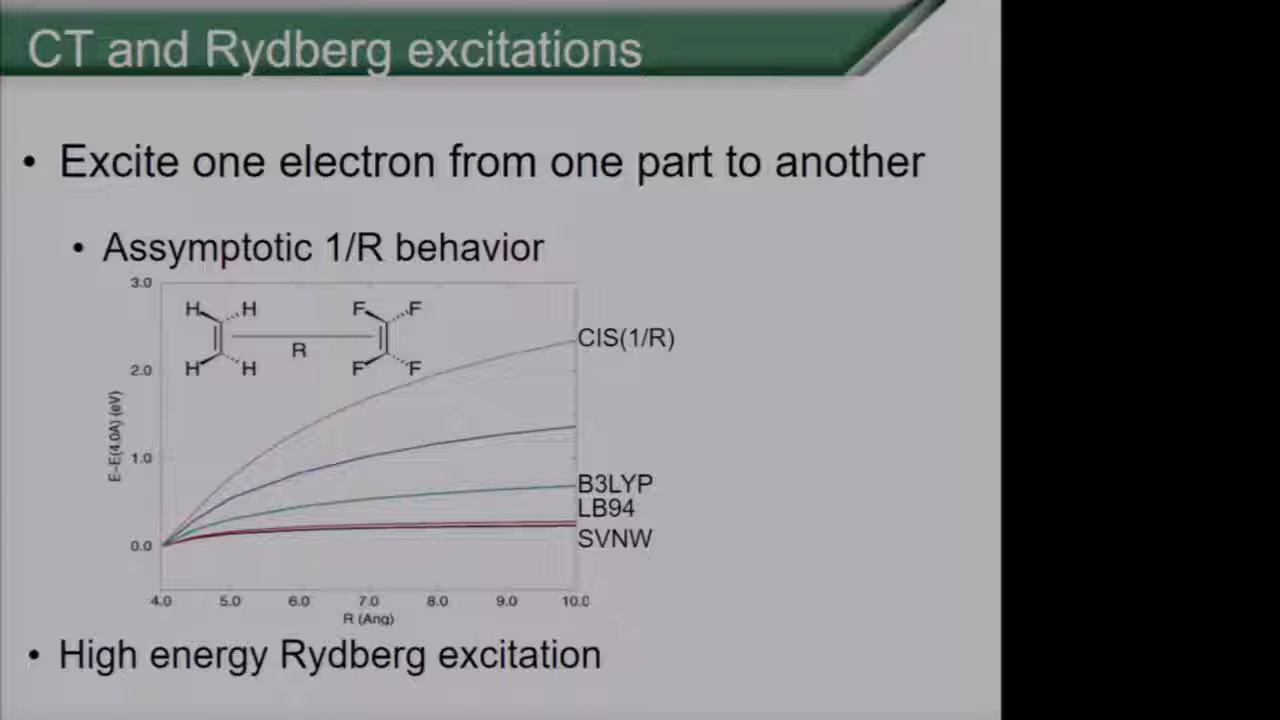 CT and Rydberg excitations
• Excite one electron from one part to another
• Assymptotic 1/R behavior
3.0
2.0
1.0
0.0
E-E(4.0A) (eV)
H H F F
R
H H F F
CIS(1/R)
B3LYP
LB94
SVNW
4.0 5.0 6.0 7.0 8.0 9.0 10.0
R (Ang)
• High energy Rydberg excitation